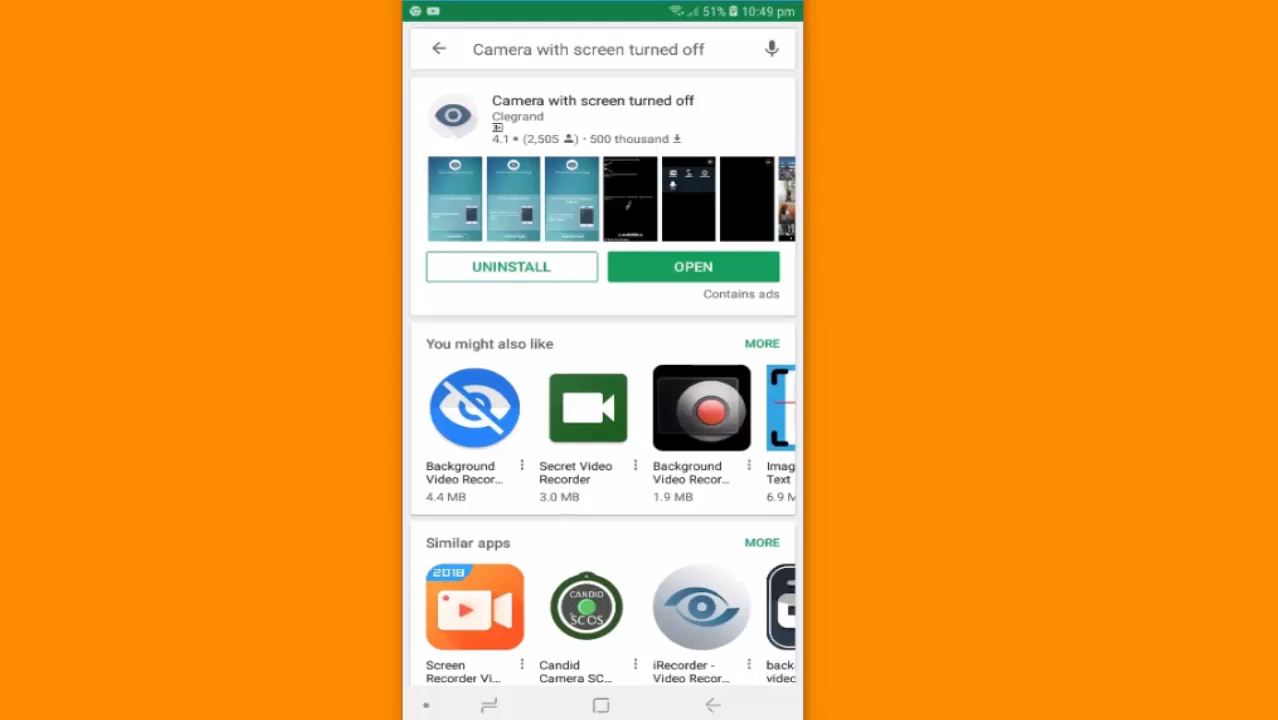 51% 10:49 pm
Camera with screen turned off
Camera with screen turned off
Clegrand
3+
4.1 • (2,505 ) · 500 thousand
UNINSTALL OPEN
Contains ads
You might also like MORE
Background Secret Video Background Imag
Video Recor... Recorder Video Recor... Text
4.4 MB 3.0 MB 1.9 MB 6.9 M
Similar apps MORE
2018
CANDID
SCOS
Screen Candid iRecorder - back
Recorder Vi... Camera SC... Video Recor... video